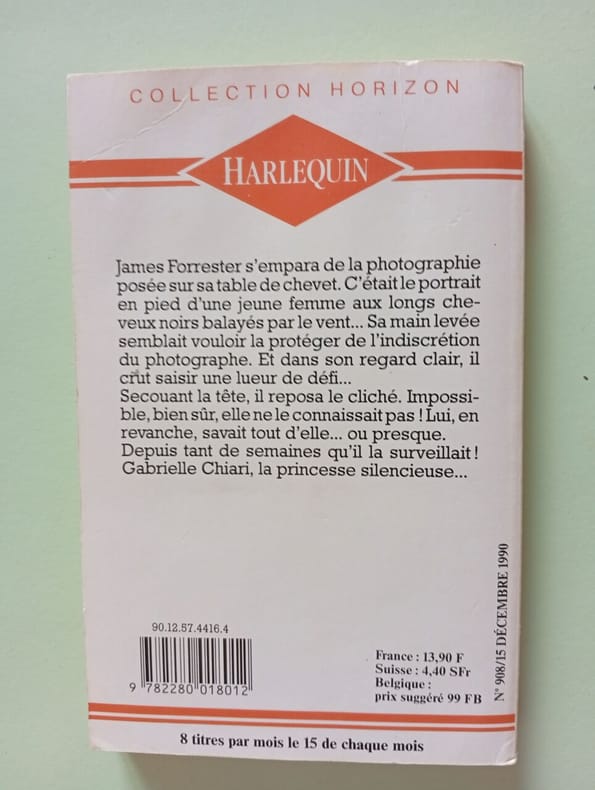 COLLECTION HORIZON
HARLEQUIN
James Forrester s'empara de la photographie
posée sur sa table de chevet. C'était le portrait
en pied d'une jeune femme aux longs che-
veux noirs balayés par le vent... Sa main levée
semblait vouloir la protéger de l'indiscrétion
du photographe. Et dans son regard clair, il
crut saisir une lueur de défi...
Secouant la tête, il reposa le cliché. Impossi-
ble, bien sûr, elle ne le connaissait pas ! Lui, en
revanche, savait tout d'elle... ou presque.
Depuis tant de semaines qu'il la surveillait !
Gabrielle Chiari, la princesse silencieuse...
90.12.57.4416.4
9 782280 018012
France : 13,90 F
Suisse : 4,40 SFr
Belgique :
prix suggéré 99 FB
N° 908/15 DÉCEMBRE 1990
8 titres par mois le 15 de chaque mois